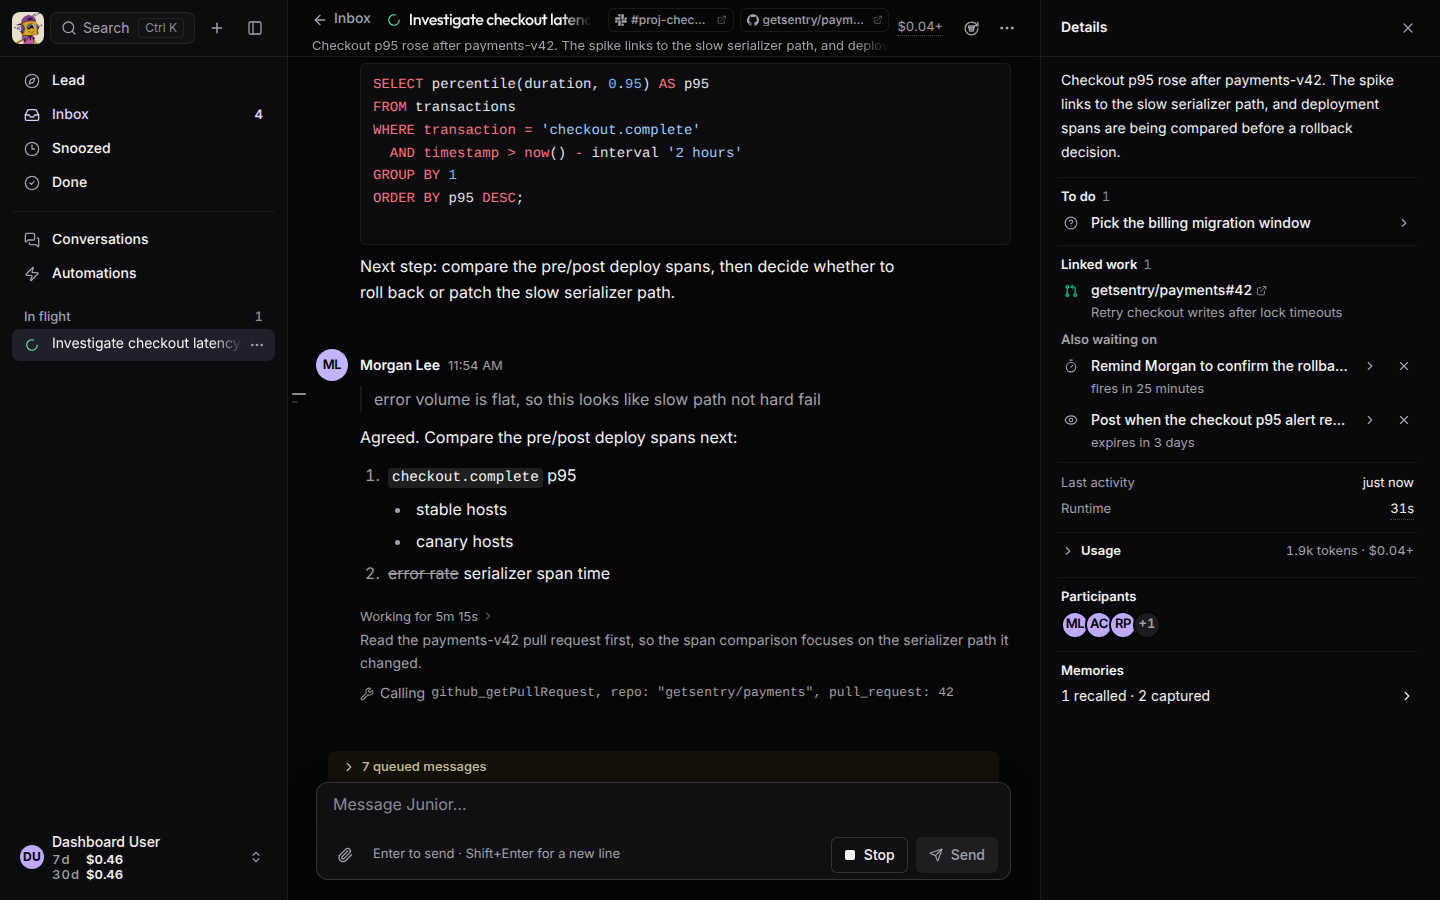 Search Ctrl K
Lead
Inbox 4
Snoozed
Done
Conversations
Automations
In flight 1
Investigate checkout latency
Dashboard User
DU
7d $0.46
30d $0.46
Inbox
Investigate checkout laten
#proj-chec...
getsentry/paym...
$0.04+
Checkout p95 rose after payments-v42. The spike links to the slow serializer path, and deplo
SELECT percentile(duration, 0.95) AS p95
FROM transactions
WHERE transaction = 'checkout.complete'
AND timestamp > now() - interval '2 hours'
GROUP BY 1
ORDER BY p95 DESC;
Next step: compare the pre/post deploy spans, then decide whether to
roll back or patch the slow serializer path.
ML Morgan Lee 11:54 AM
error volume is flat, so this looks like slow path not hard fail
Agreed. Compare the pre/post deploy spans next:
1. checkout.complete p95
• stable hosts
• canary hosts
2. error rate serializer span time
Working for 5m 15s
Read the payments-v42 pull request first, so the span comparison focuses on the serializer path it
changed.
Calling github_getPullRequest, repo: "getsentry/payments", pull_request: 42
7 queued messages
Message Junior...
Enter to send · Shift+Enter for a new line
Stop
Send
Details
Checkout p95 rose after payments-v42. The spike
links to the slow serializer path, and deployment
spans are being compared before a rollback
decision.
To do 1
Pick the billing migration window
Linked work 1
getsentry/payments#42
Retry checkout writes after lock timeouts
Also waiting on
Remind Morgan to confirm the rollba...
fires in 25 minutes
Post when the checkout p95 alert re...
expires in 3 days
Last activity just now
Runtime 31s
Usage 1.9k tokens · $0.04+
Participants
ML AC RP +1
Memories
1 recalled · 2 captured